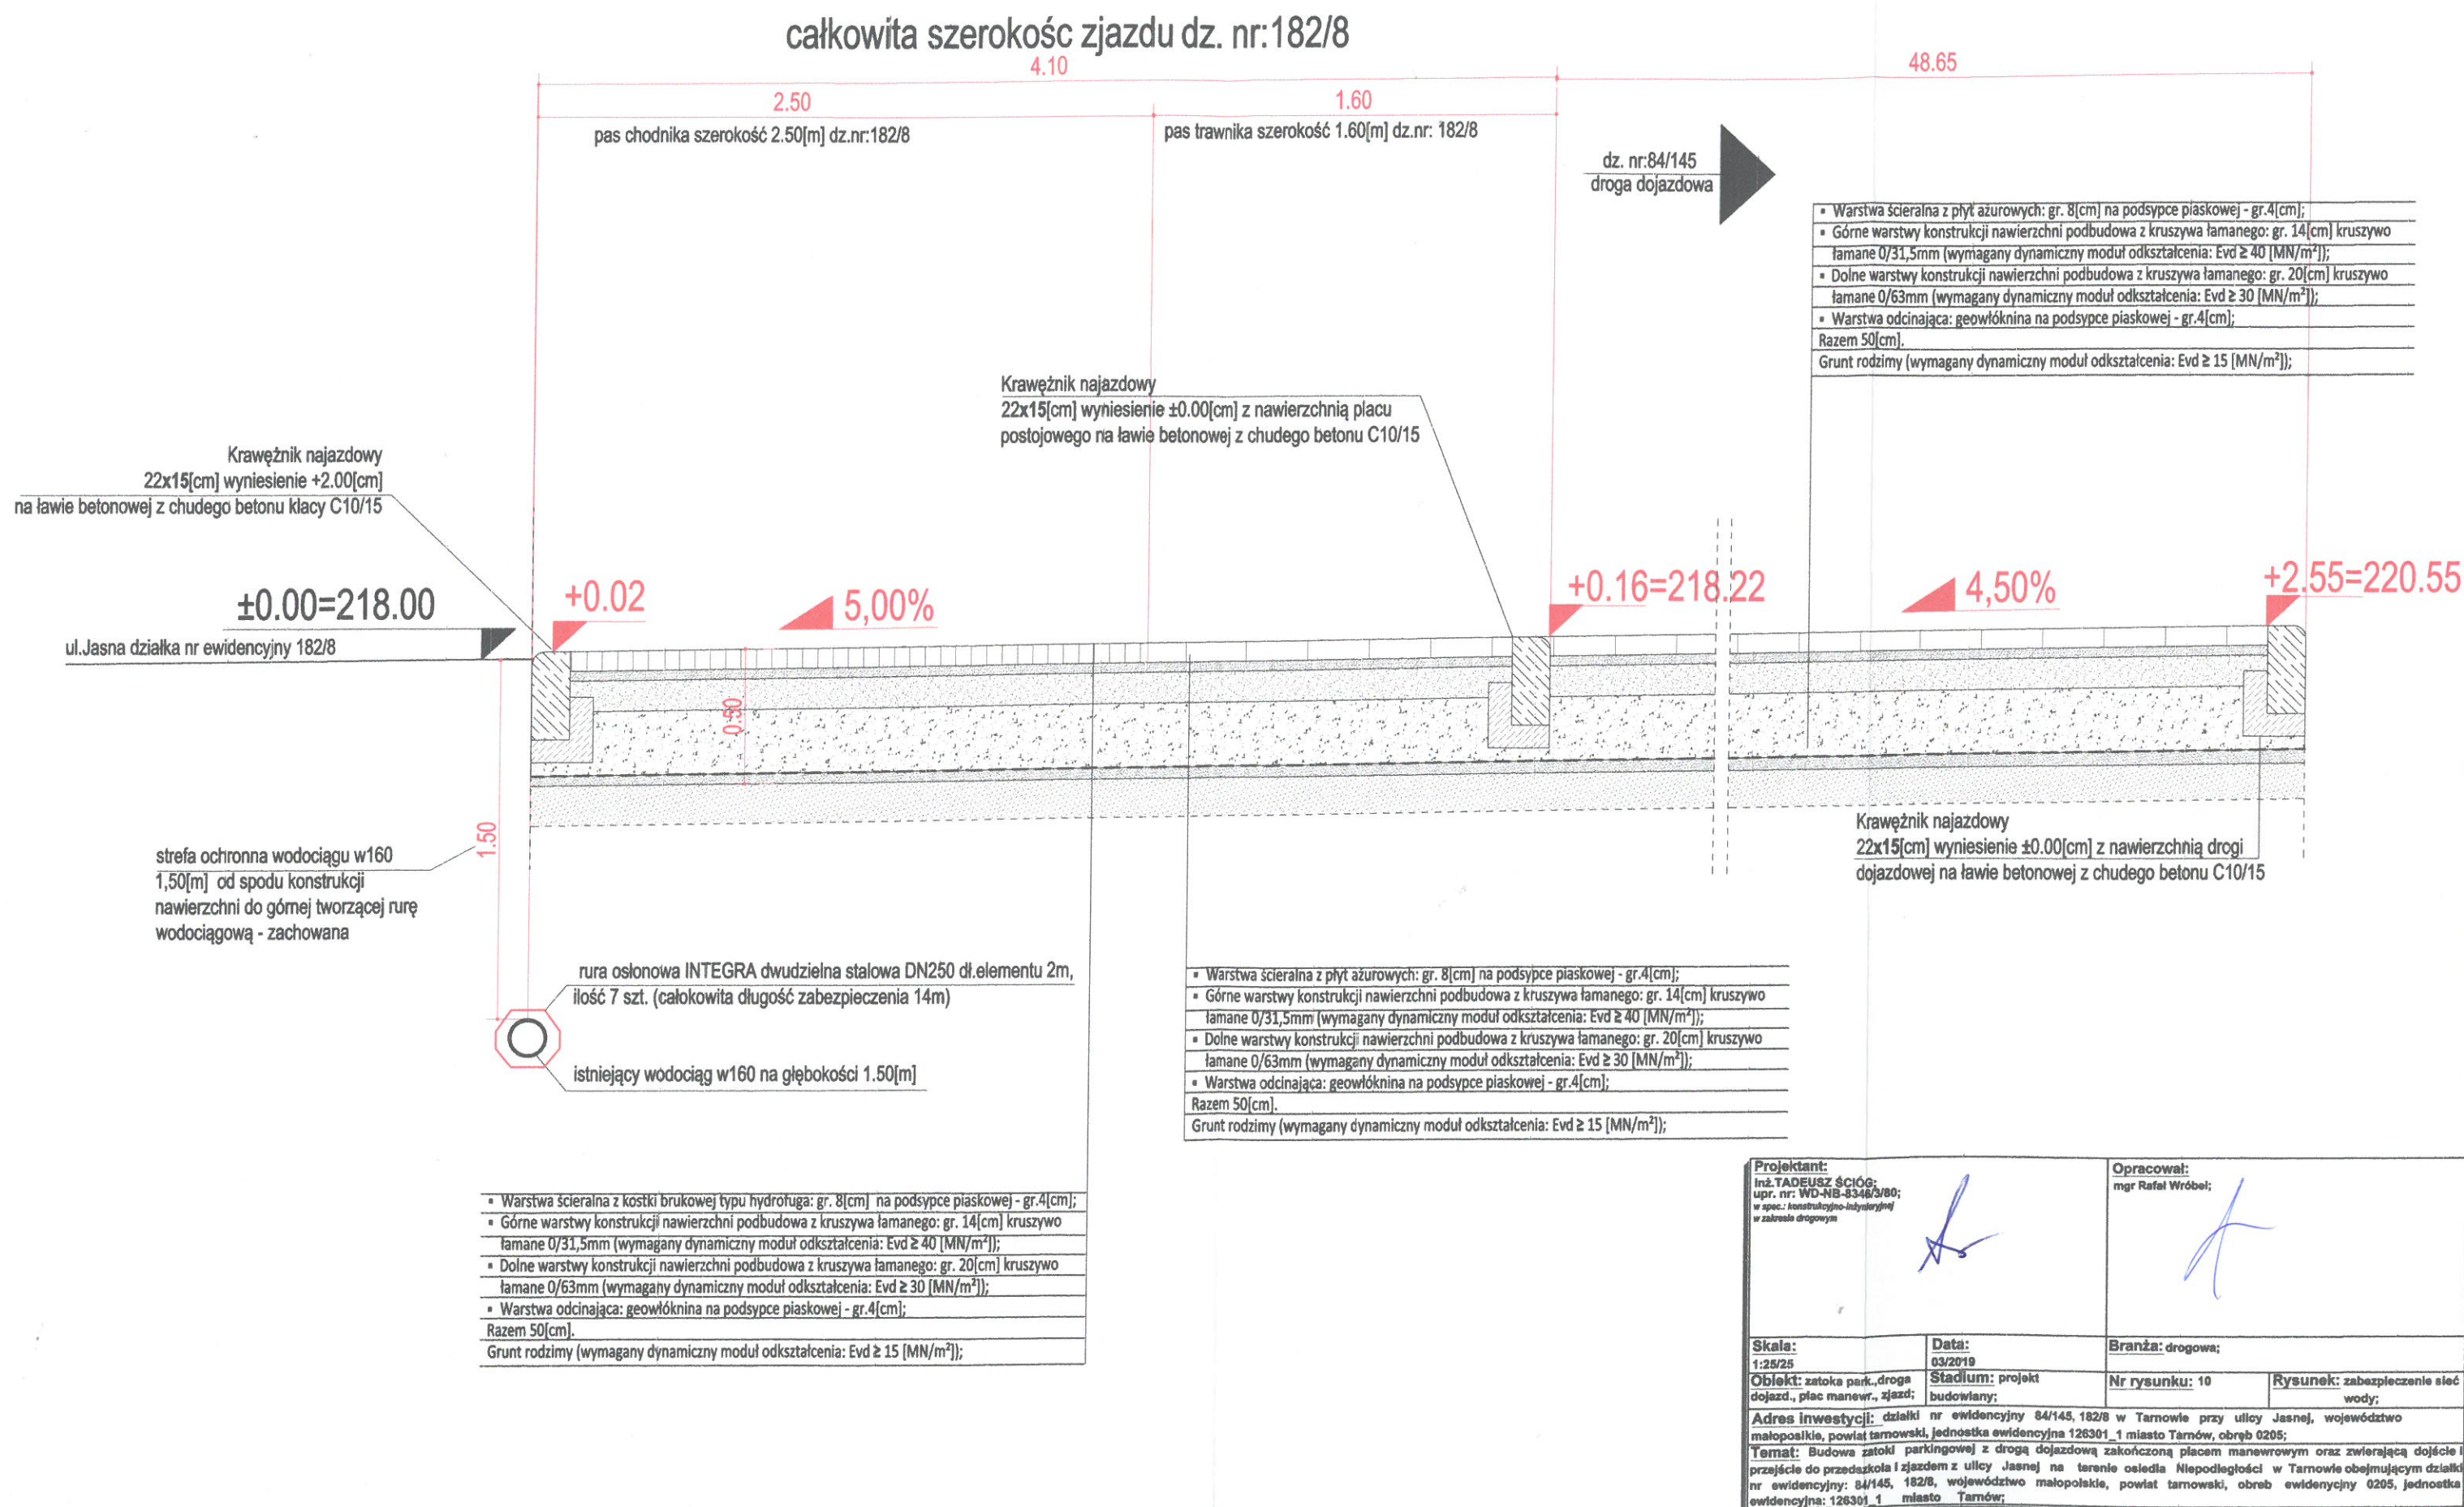 całkowita szerokośc zjazdu dz. nr:182/8
4.10
48.65
2.50
1.60
pas chodnika szerokość 2.50[m] dz.nr:182/8
pas trawnika szerokość 1.60[m] dz.nr: 182/8
dz. nr:84/145
droga dojazdowa
▪ Warstwa ścieralna z płyt ażurowych: gr. 8[cm] na podsypce piaskowej - gr.4[cm];
▪ Górne warstwy konstrukcji nawierzchni podbudowa z kruszywa łamanego: gr. 14[cm] kruszywo
łamane 0/31,5mm (wymagany dynamiczny moduł odkształcenia: Evd ≥ 40 [MN/m²]);
▪ Dolne warstwy konstrukcji nawierzchni podbudowa z kruszywa łamanego: gr. 20[cm] kruszywo
łamane 0/63mm (wymagany dynamiczny moduł odkształcenia: Evd ≥ 30 [MN/m²]);
▪ Warstwa odcinająca: geowłóknina na podsypce piaskowej - gr.4[cm];
Razem 50[cm].
Grunt rodzimy (wymagany dynamiczny moduł odkształcenia: Evd ≥ 15 [MN/m²]);
Krawężnik najazdowy
22x15[cm] wyniesienie ±0.00[cm] z nawierzchnią placu
postojowego na ławie betonowej z chudego betonu C10/15
Krawężnik najazdowy
22x15[cm] wyniesienie +2.00[cm]
na ławie betonowej z chudego betonu klacy C10/15
±0.00=218.00
+0.02
5,00%
+0.16=218.22
4,50%
+2.55=220.55
ul.Jasna działka nr ewidencyjny 182/8
0.50
1.50
strefa ochronna wodociągu w160
1,50[m] od spodu konstrukcji
nawierzchni do górnej tworzącej rurę
wodociągową - zachowana
Krawężnik najazdowy
22x15[cm] wyniesienie ±0.00[cm] z nawierzchnią drogi
dojazdowej na ławie betonowej z chudego betonu C10/15
rura osłonowa INTEGRA dwudzielna stalowa DN250 dł.elementu 2m,
ilość 7 szt. (całokowita długość zabezpieczenia 14m)
istniejący wodociąg w160 na głębokości 1.50[m]
▪ Warstwa ścieralna z płyt ażurowych: gr. 8[cm] na podsypce piaskowej - gr.4[cm];
▪ Górne warstwy konstrukcji nawierzchni podbudowa z kruszywa łamanego: gr. 14[cm] kruszywo
łamane 0/31,5mm (wymagany dynamiczny moduł odkształcenia: Evd ≥ 40 [MN/m²]);
▪ Dolne warstwy konstrukcji nawierzchni podbudowa z kruszywa łamanego: gr. 20[cm] kruszywo
łamane 0/63mm (wymagany dynamiczny moduł odkształcenia: Evd ≥ 30 [MN/m²]);
▪ Warstwa odcinająca: geowłóknina na podsypce piaskowej - gr.4[cm];
Razem 50[cm].
Grunt rodzimy (wymagany dynamiczny moduł odkształcenia: Evd ≥ 15 [MN/m²]);
▪ Warstwa ścieralna z kostki brukowej typu hydrofuga: gr. 8[cm] na podsypce piaskowej - gr.4[cm];
▪ Górne warstwy konstrukcji nawierzchni podbudowa z kruszywa łamanego: gr. 14[cm] kruszywo
łamane 0/31,5mm (wymagany dynamiczny moduł odkształcenia: Evd ≥ 40 [MN/m²]);
▪ Dolne warstwy konstrukcji nawierzchni podbudowa z kruszywa łamanego: gr. 20[cm] kruszywo
łamane 0/63mm (wymagany dynamiczny moduł odkształcenia: Evd ≥ 30 [MN/m²]);
▪ Warstwa odcinająca: geowłóknina na podsypce piaskowej - gr.4[cm];
Razem 50[cm].
Grunt rodzimy (wymagany dynamiczny moduł odkształcenia: Evd ≥ 15 [MN/m²]);
Projektant:
inż.TADEUSZ ŚCIÓG;
upr. nr: WD-NB-8346/3/80;
w spec.: konstrukcyjno-inżynieryjnej
w zakresie drogowym
Opracował:
mgr Rafał Wróbel;
Skala:
1:25/25
Data:
03/2019
Branża: drogowa;
Obiekt: zatoka park.,droga
dojazd., plac manewr., zjazd;
Stadium: projekt
budowlany;
Nr rysunku: 10
Rysunek: zabezpieczenie sieć
wody;
Adres inwestycji: działki nr ewidencyjny 84/145, 182/8 w Tarnowie przy ulicy Jasnej, województwo
małoposlkie, powiat tarnowski, jednostka ewidencyjna 126301_1 miasto Tarnów, obręb 0205;
Temat: Budowa zatoki parkingowej z drogą dojazdową zakończoną placem manewrowym oraz zwierającą dojście i
przejście do przedszkola i zjazdem z ulicy Jasnej na terenie osiedla Niepodległości w Tarnowie obejmującym działki
nr ewidencyjny: 84/145, 182/8, województwo małopolskie, powiat tarnowski, obreb ewidenycjny 0205, jednostka
ewidencyjna: 126301_1 miasto Tarnów;